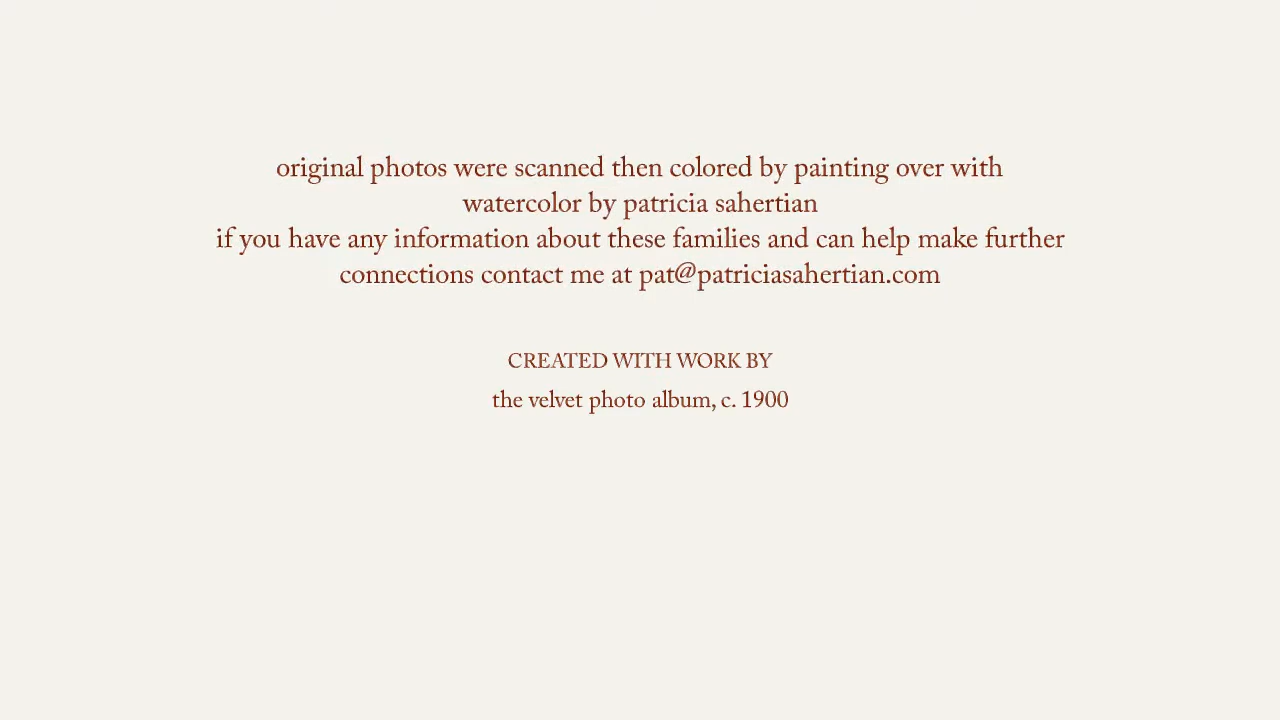 original photos were scanned then colored by painting over with
watercolor by patricia sahertian
if you have any information about these families and can help make further
connections contact me at pat@patriciasahertian.com
CREATED WITH WORK BY
the velvet photo album, c. 1900